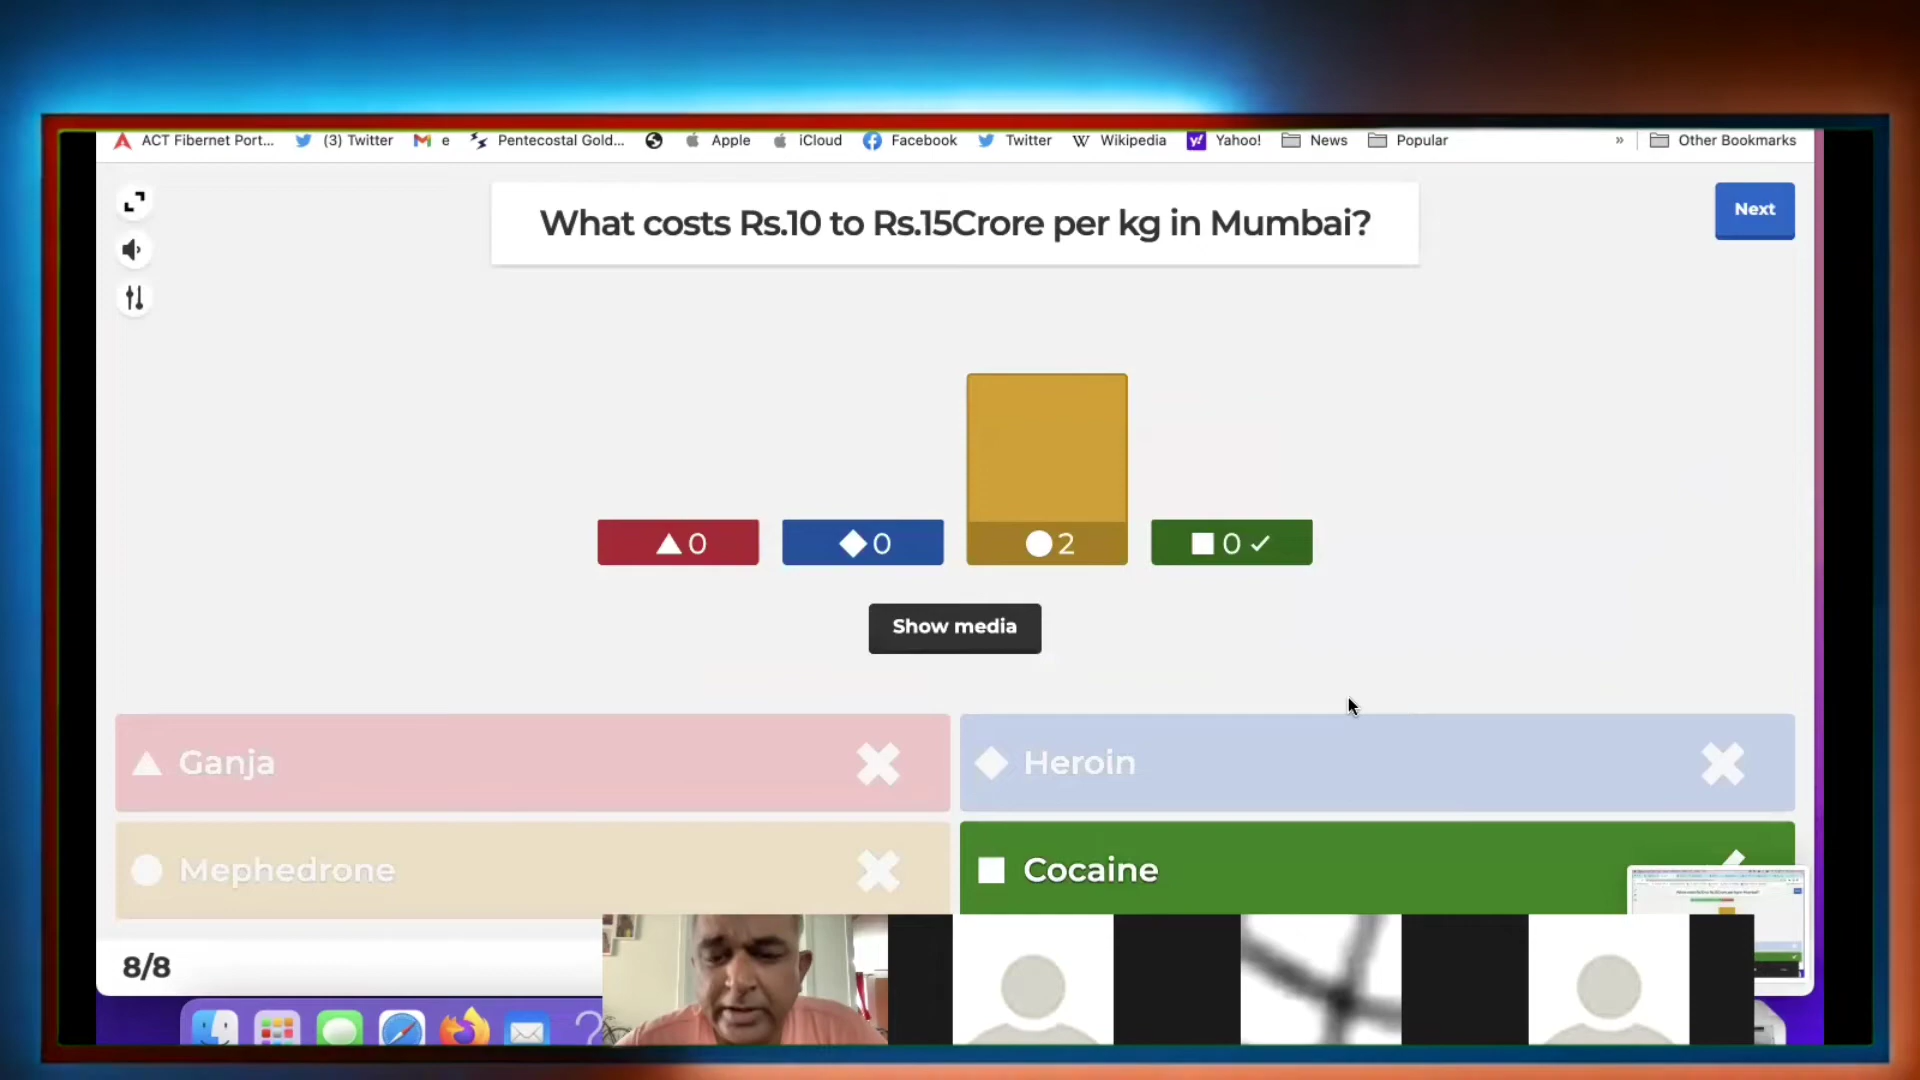 ACT Fibernet Port... (3) Twitter e Pentecostal Gold... Apple iCloud Facebook Twitter Wikipedia Yahoo! News Popular » Other Bookmarks
What costs Rs.10 to Rs.15Crore per kg in Mumbai?
Next
0 0 2 0
Show media
Ganja
Heroin
Mephedrone
Cocaine
8/8